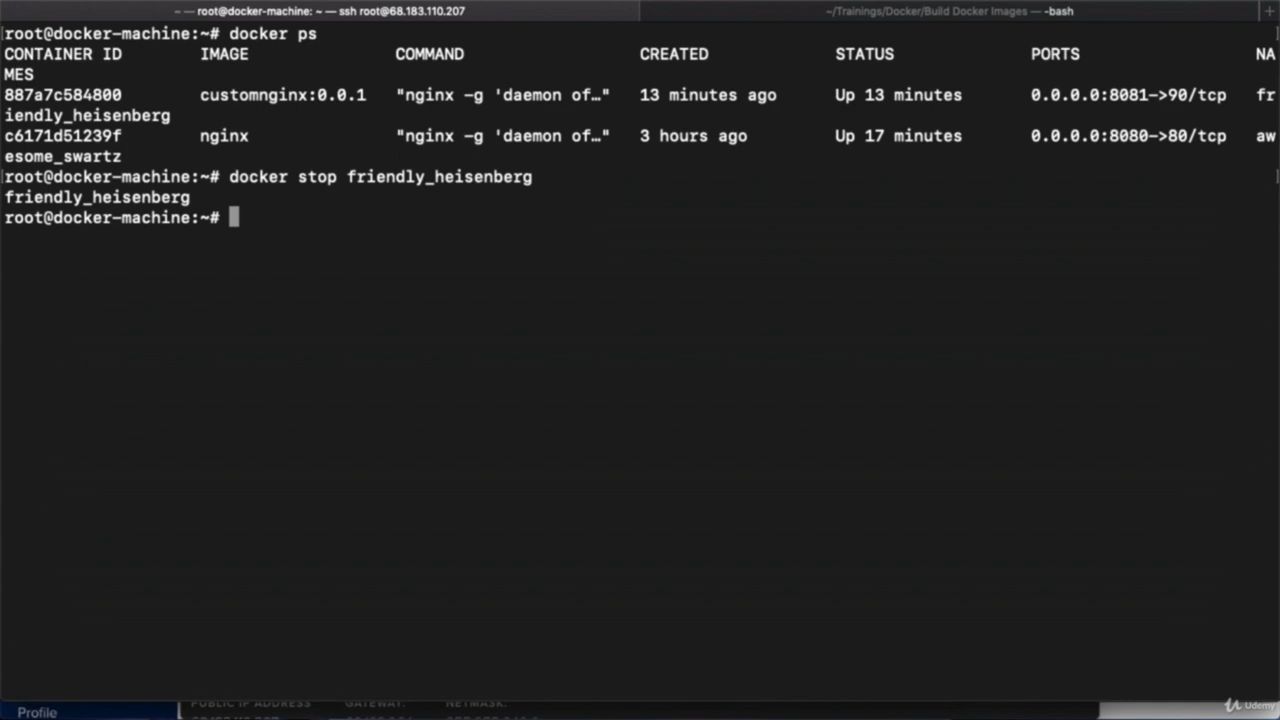 ~ — root@docker-machine: ~ — ssh root@68.183.110.207
~/Trainings/Docker/Build Docker Images — -bash
root@docker-machine:~# docker ps
CONTAINER ID IMAGE COMMAND CREATED STATUS PORTS NA
MES
887a7c584800 customnginx:0.0.1 "nginx -g 'daemon of…" 13 minutes ago Up 13 minutes 0.0.0.0:8081->90/tcp fr
iendly_heisenberg
c6171d51239f nginx "nginx -g 'daemon of…" 3 hours ago Up 17 minutes 0.0.0.0:8080->80/tcp aw
esome_swartz
root@docker-machine:~# docker stop friendly_heisenberg
friendly_heisenberg
root@docker-machine:~#
PUBLIC IP ADDRESS GATEWAY: NETMASK:
Profile
Udemy